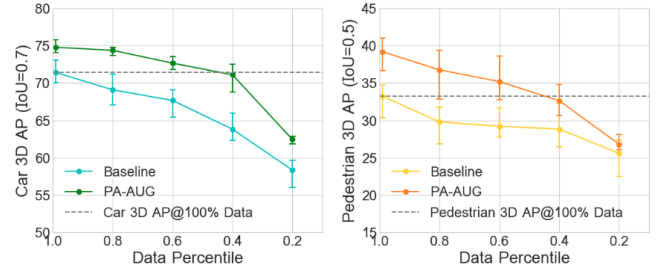 Car 3D AP (IoU=0.7)
80
75
70
65
60
55
50
Baseline
PA-AUG
Car 3D AP@100% Data
1.0 0.8 0.6 0.4 0.2
Data Percentile
Pedestrian 3D AP (IoU=0.5)
45
40
35
30
25
20
15
Baseline
PA-AUG
Pedestrian 3D AP@100% Data
1.0 0.8 0.6 0.4 0.2
Data Percentile